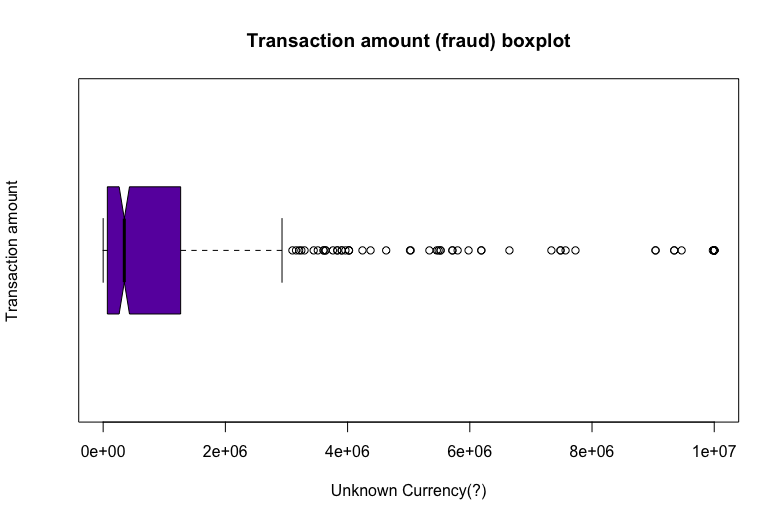 Transaction amount (fraud) boxplot
Transaction amount
0e+00 2e+06 4e+06 6e+06 8e+06 1e+07
Unknown Currency(?)